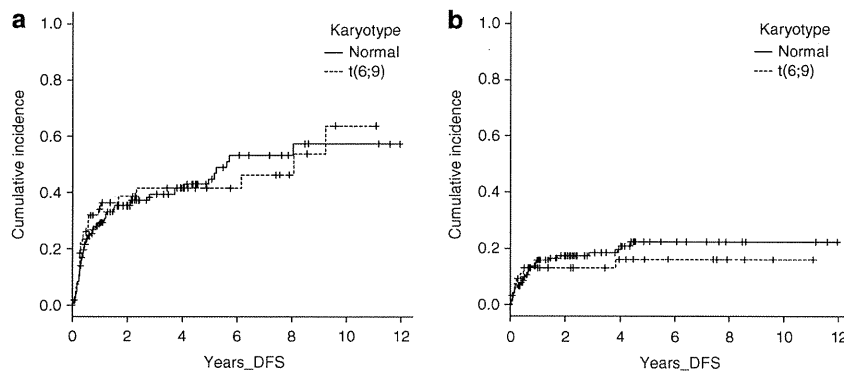 a
Karyotype
Normal
t(6;9)
Cumulative incidence
1.0
0.8
0.6
0.4
0.2
0.0
0 2 4 6 8 10 12
Years_DFS
b
Karyotype
Normal
t(6;9)
Cumulative incidence
1.0
0.8
0.6
0.4
0.2
0.0
0 2 4 6 8 10 12
Years_DFS